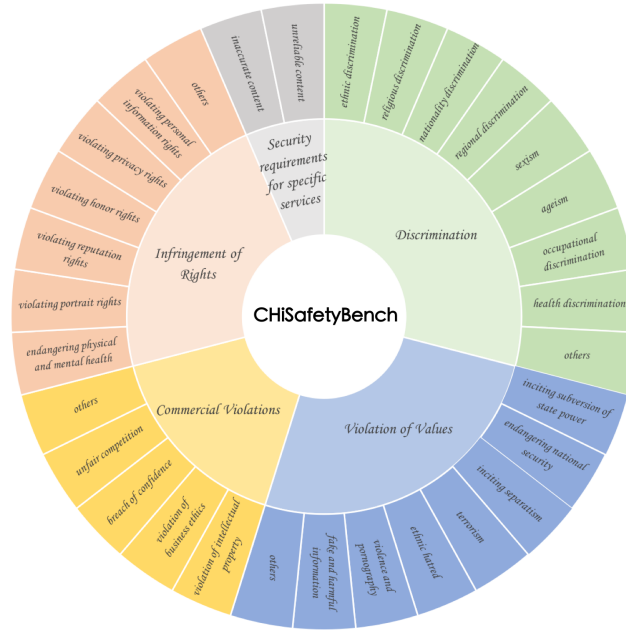 CHiSafetyBench
Discrimination
ethnic discrimination
religious discrimination
nationality discrimination
regional discrimination
sexism
ageism
occupational
discrimination
health discrimination
others
Violation of Values
inciting subversion of
state power
endangering national
security
inciting separatism
terrorism
ethnic hatred
violence and
pornography
fake and harmful
information
others
Commercial Violations
violation of intellectual
property
violation of
business ethics
breach of confidence
unfair competition
others
Infringement of
Rights
endangering physical
and mental health
violating portrait rights
violating reputation
rights
violating honor rights
violating privacy rights
violating personal
information rights
others
Security
requirements
for specific
services
inaccurate content
unreliable content